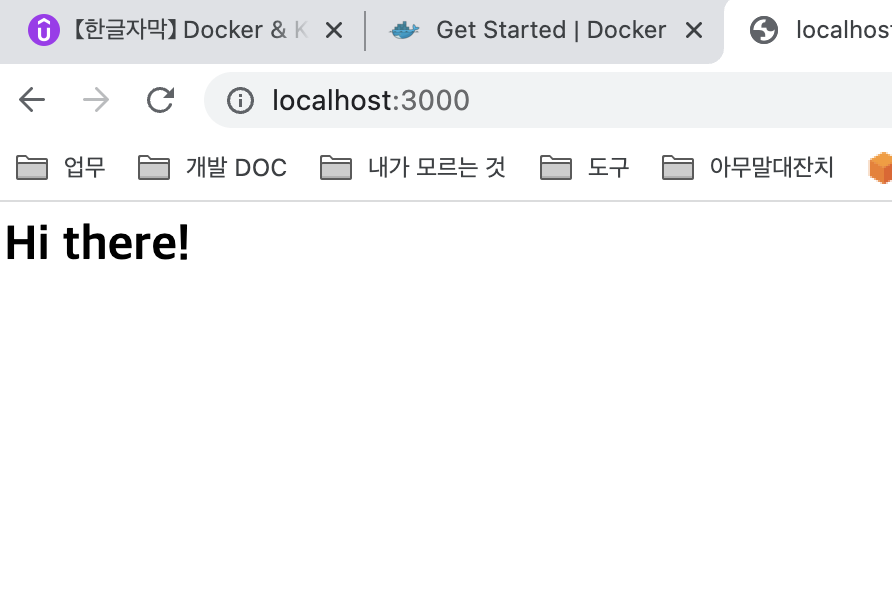 【한글자막】 Docker & K
Get Started | Docker
localhos
localhost:3000
업무
개발 DOC
내가 모르는 것
도구
아무말대잔치
Hi there!